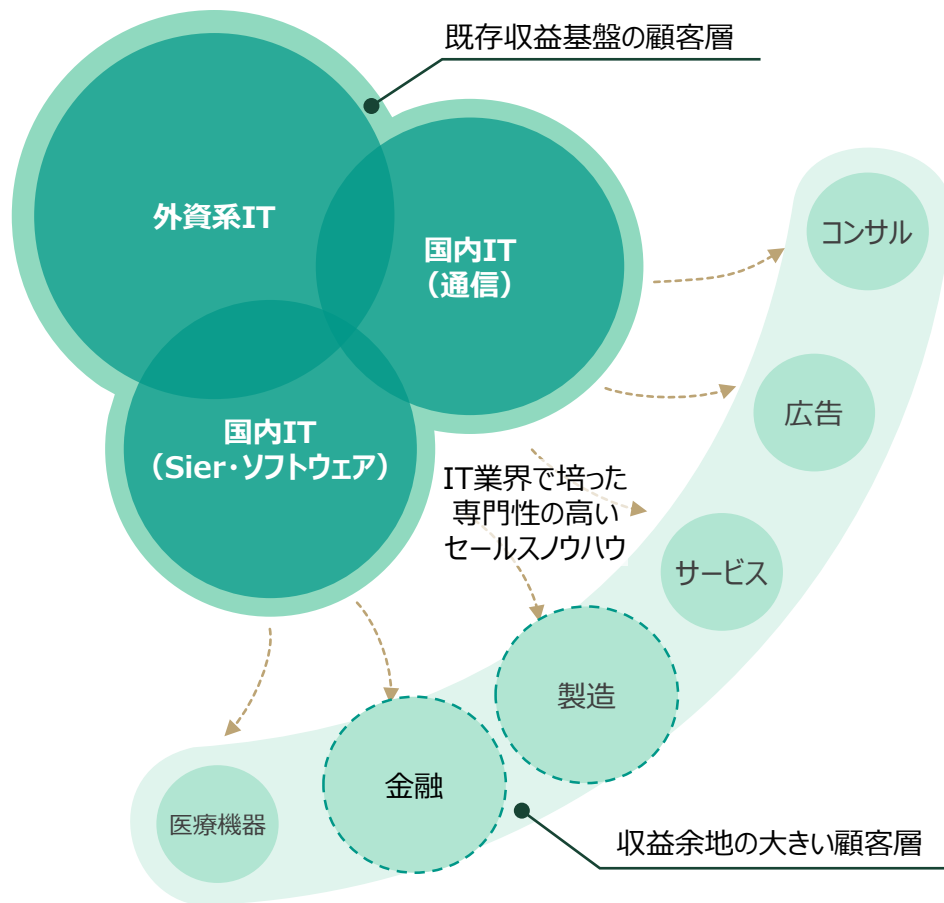 既存収益基盤の顧客層
外資系IT
国内IT
（通信）
国内IT
（Sier・ソフトウェア）
コンサル
広告
IT業界で培った
専門性の高い
セールスノウハウ
サービス
製造
金融
医療機器
収益余地の大きい顧客層